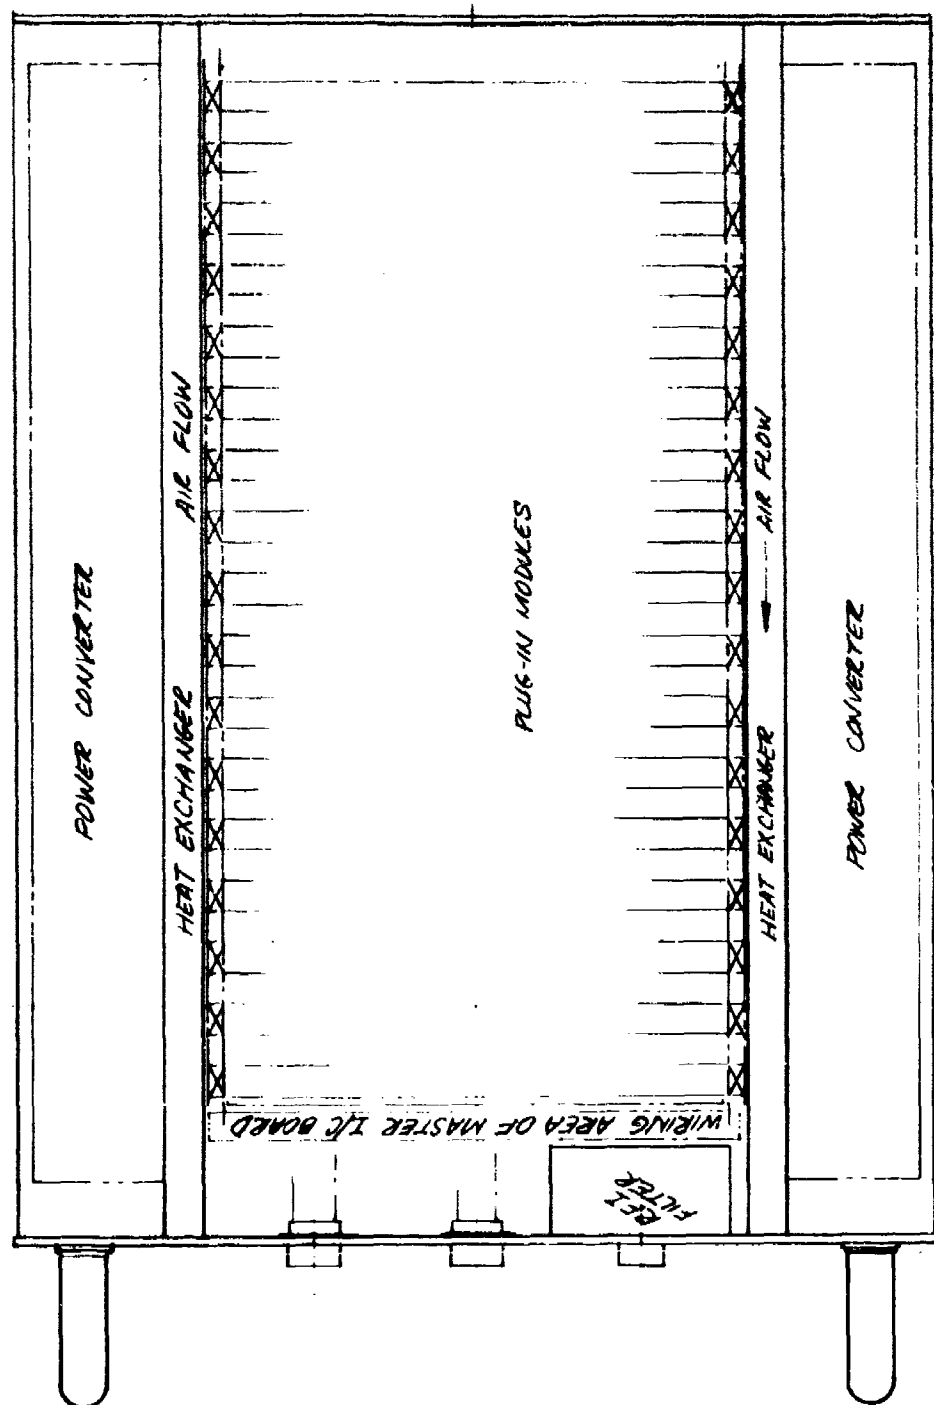 POWER CONVERTER
HEAT EXCHANGER
AIR FLOW
PLUG-IN MODULES
AIR FLOW
HEAT EXCHANGER
POWER CONVERTER
WIRING AREA OF MASTER I/C BOARD
RFI
FILTER